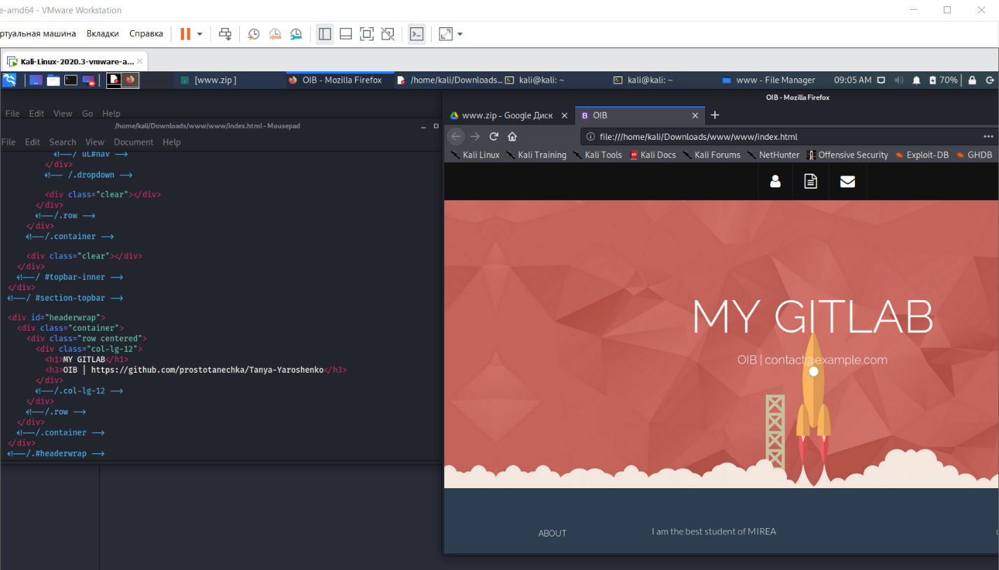 e-amd64 - VMware Workstation
ртуальная машина Вкладки Справка
Kali-Linux-2020.3-vmware-a...
[www.zip ]
OIB - Mozilla Firefox
/home/kali/Downloads...
kali@kali: ~
kali@kali: ~
www - File Manager
09:05 AM
70%
File Edit View Go Help
/home/kali/Downloads/www/www/index.html - Mousepad
File Edit Search View Document Help
<!--/ uL#nav -->
</div>
<!-- /.dropdown -->
<div class="clear"></div>
</div>
<!--/.row -->
</div>
<!--/.container -->
<div class="clear"></div>
</div>
<!--/ #topbar-inner -->
</div>
<!--/ #section-topbar -->
<div id="headerwrap">
<div class="container">
<div class="row centered">
<div class="col-lg-12">
<h1>MY GITLAB</h1>
<h3>OIB | https://github.com/prostotanechka/Tanya-Yaroshenko</h3>
</div>
<!--/.col-lg-12 -->
</div>
<!--/.row -->
</div>
<!--/.container -->
</div>
<!--/.#headerwrap -->
OIB - Mozilla Firefox
www.zip - Google Диск
B OIB
file:///home/kali/Downloads/www/www/index.html
Kali Linux Kali Training Kali Tools Kali Docs Kali Forums NetHunter Offensive Security Exploit-DB GHDB
MY GITLAB
OIB | contact@example.com
ABOUT
I am the best student of MIREA